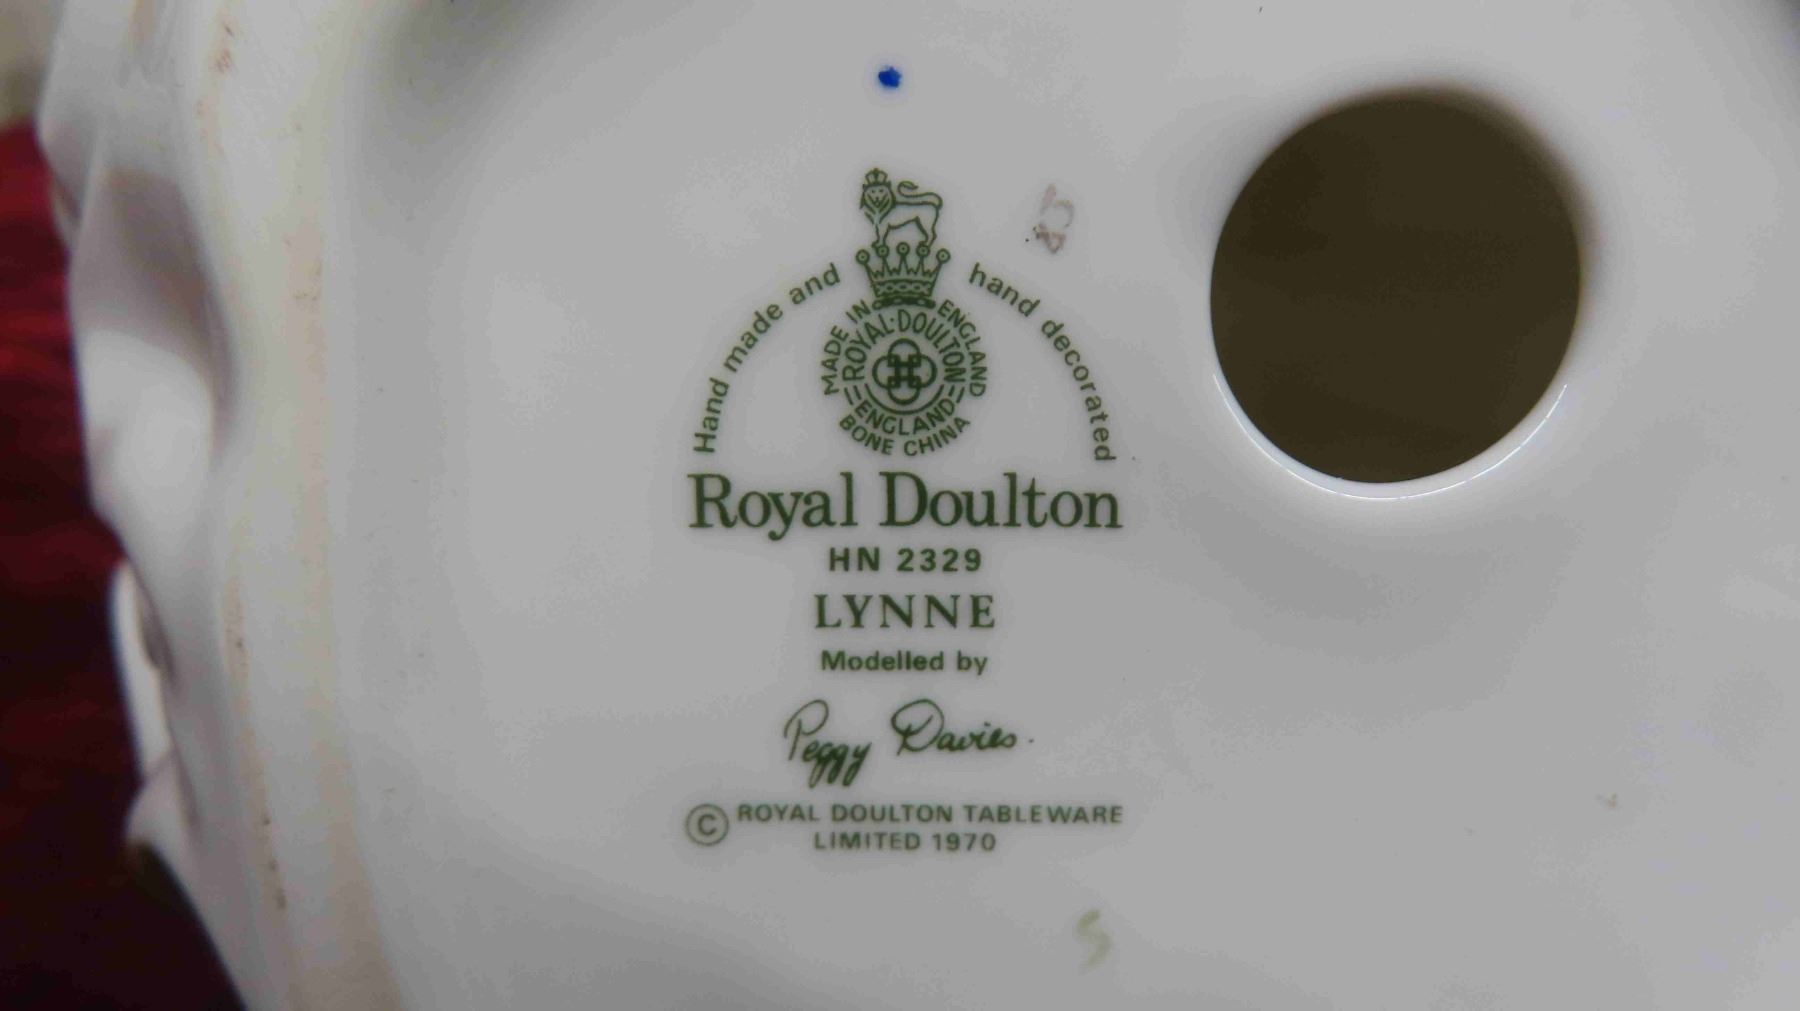 Hand made and hand decorated
MADE IN ENGLAND
ROYAL·DOULTON
ENGLAND
BONE CHINA
Royal Doulton
HN 2329
LYNNE
Modelled by
Peggy Davies.
© ROYAL DOULTON TABLEWARE
LIMITED 1970